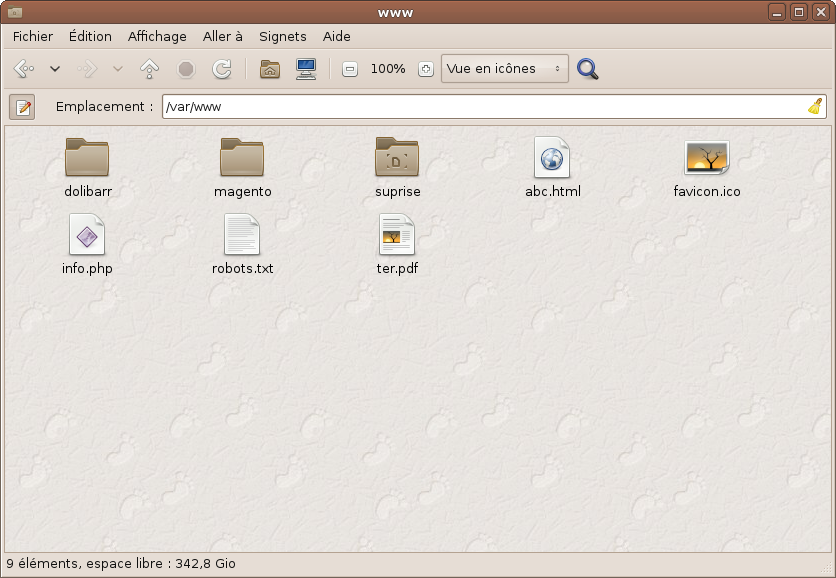 www
Fichier Édition Affichage Aller à Signets Aide
100% Vue en icônes
Emplacement : /var/www
dolibarr magento suprise abc.html favicon.ico
D
info.php robots.txt ter.pdf
9 éléments, espace libre : 342,8 Gio